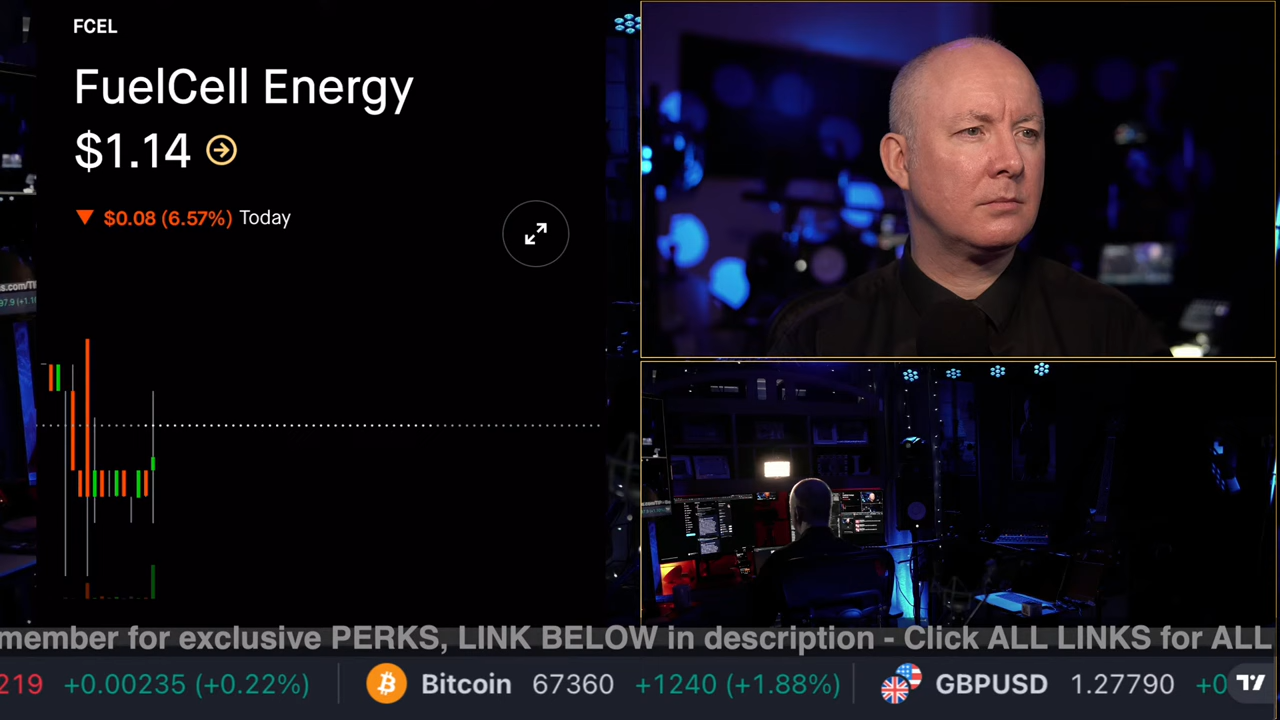 FCEL
FuelCell Energy
$1.14
$0.08 (6.57%) Today
member for exclusive PERKS, LINK BELOW in description - Click ALL LINKS for ALL
219 +0.00235 (+0.22%) Bitcoin 67360 +1240 (+1.88%) GBPUSD 1.27790 +0